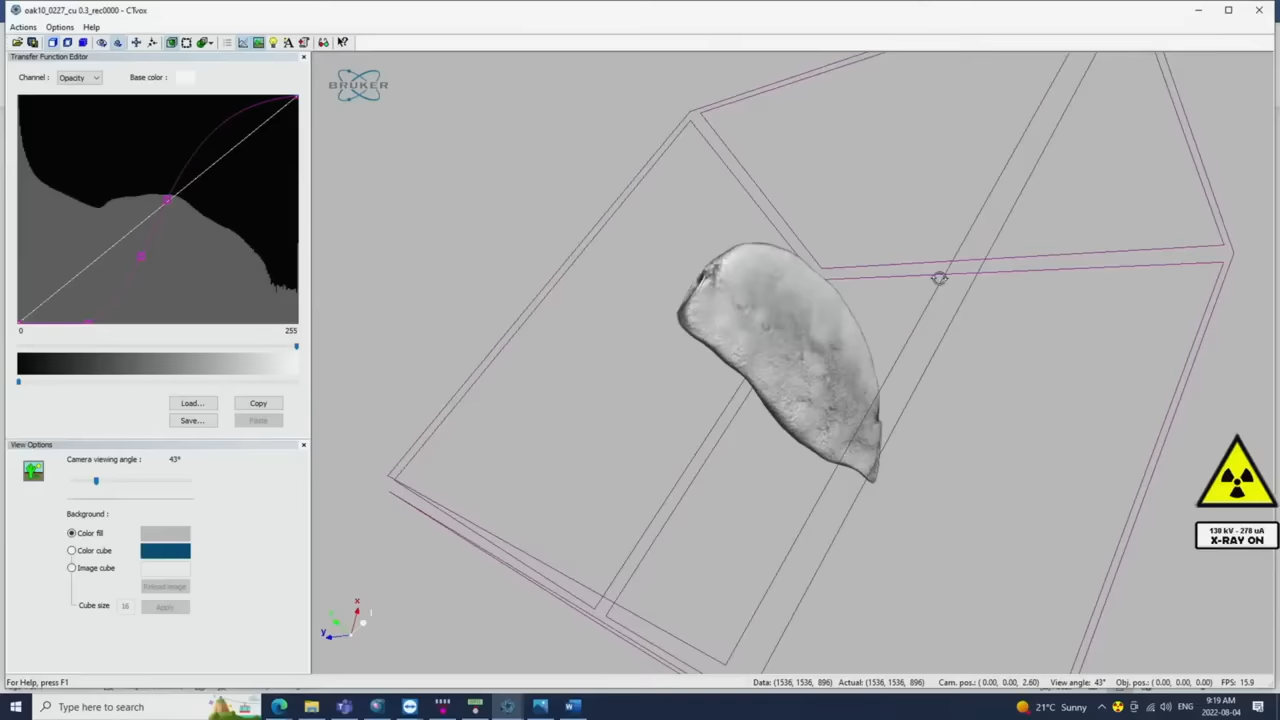 oak10_0227_cu 0.3_rec0000 - CTvox
Actions Options Help
Transfer Function Editor
Channel : Opacity Base color :
BRUKER
0 255
Load... Copy
Save... Paste
View Options
Camera viewing angle : 43°
Background :
Color fill
Color cube
Image cube
Reload image
Cube size 16 Apply
130 kV - 278 uA
X-RAY ON
x
y
For Help, press F1
Data: (1536, 1536, 896) Actual: (1536, 1536, 896) Cam. pos.: ( 0.00, 0.00, 2.60) View angle: 43° Obj. pos.: ( 0.00, 0.00, 0.00) FPS: 15.9
Type here to search
21°C Sunny
ENG
9:19 AM
2022-08-04